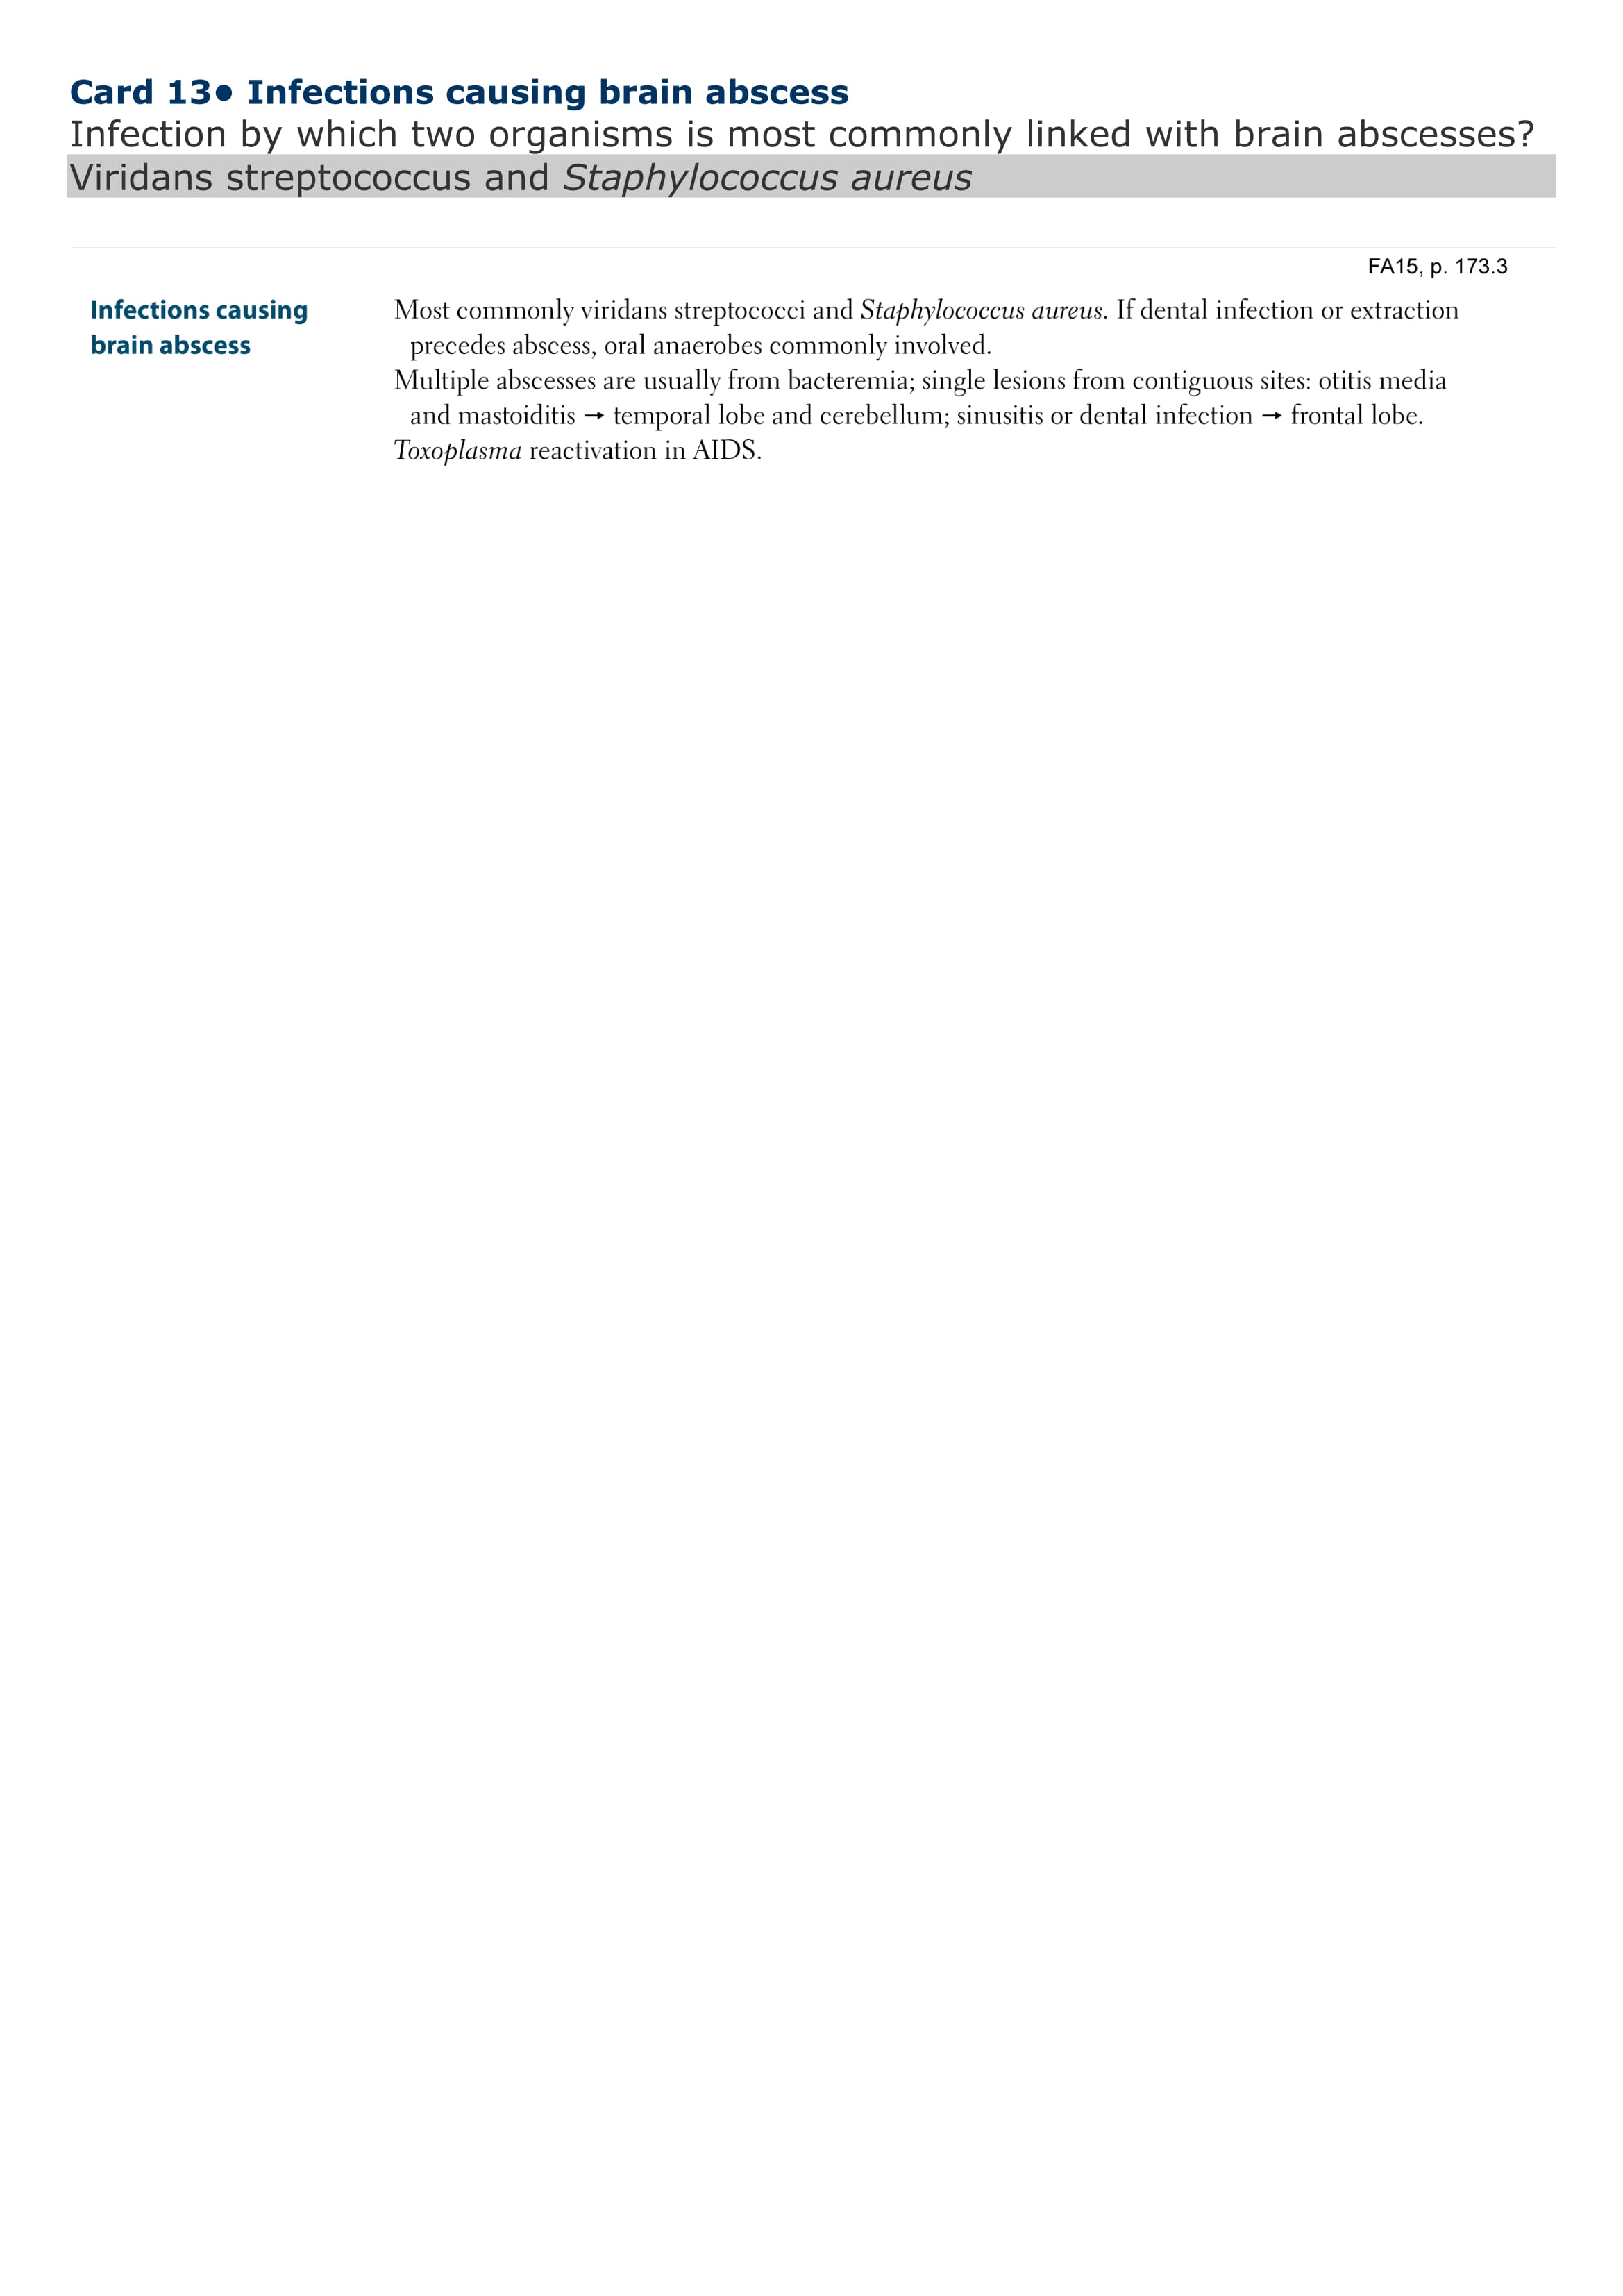 Card 13• Infections causing brain abscess
Infection by which two organisms is most commonly linked with brain abscesses?
Viridans streptococcus and Staphylococcus aureus
FA15, p. 173.3
Infections causing
brain abscess
Most commonly viridans streptococci and Staphylococcus aureus. If dental infection or extraction
precedes abscess, oral anaerobes commonly involved.
Multiple abscesses are usually from bacteremia; single lesions from contiguous sites: otitis media
and mastoiditis → temporal lobe and cerebellum; sinusitis or dental infection → frontal lobe.
Toxoplasma reactivation in AIDS.